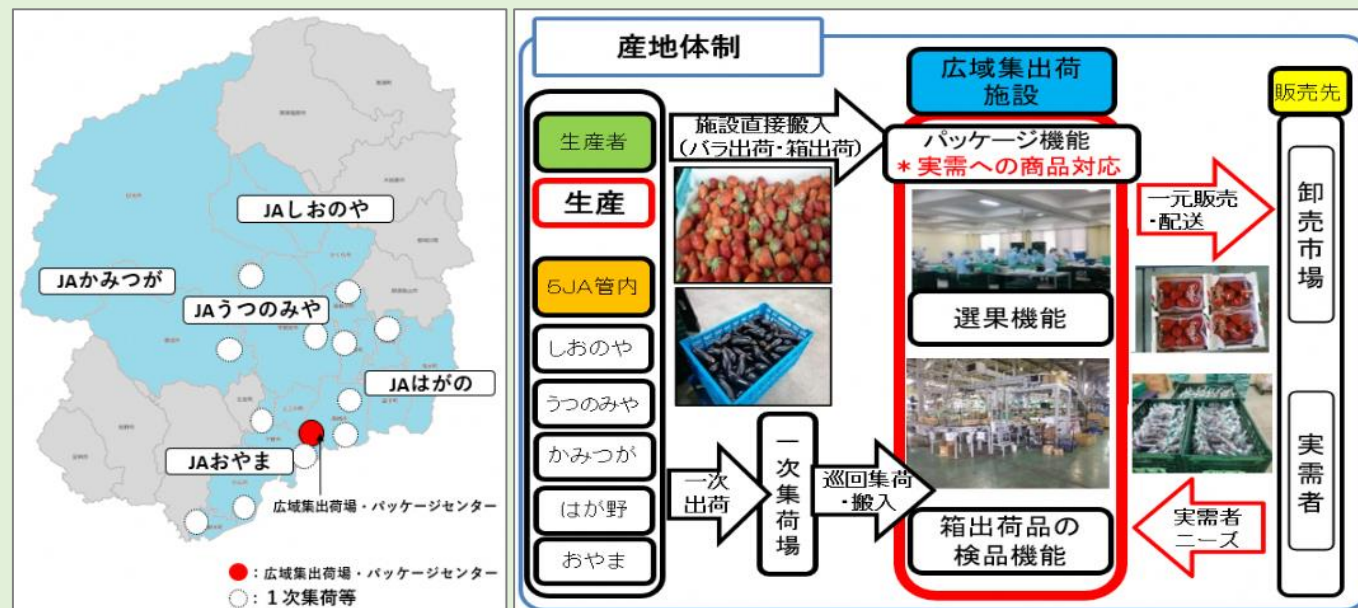 JAしおのや
JAかみつが
JAうつのみや
JAはがの
JAおやま
広域集出荷場・パッケージセンター
：広域集出荷場・パッケージセンター
：１次集荷等
産地体制
生産者
生産
5JA管内
しおのや
うつのみや
かみつが
はが野
おやま
施設直接搬入
（バラ出荷・箱出荷）
一次
出荷
一次集荷場
巡回集荷
・搬入
広域集出荷
施設
パッケージ機能
＊実需への商品対応
選果機能
箱出荷品の
検品機能
一元販売
・配送
実需者
ニーズ
販売先
卸売市場
実需者